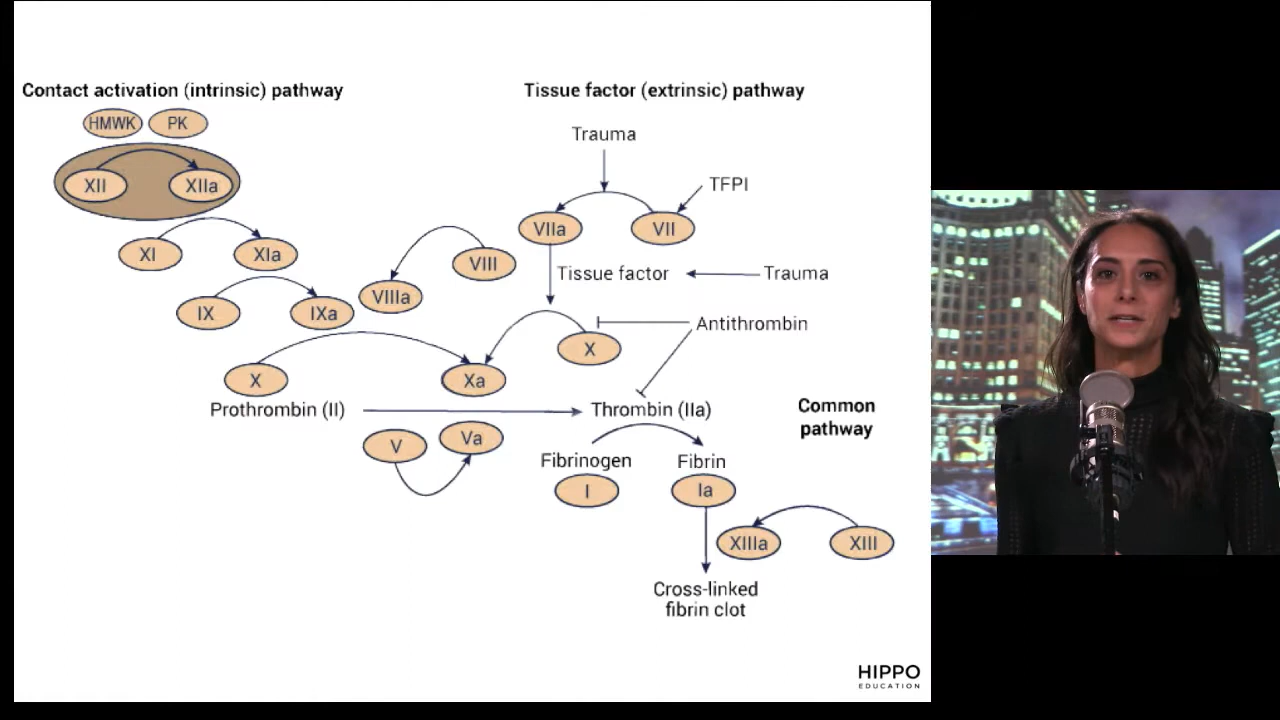 Contact activation (intrinsic) pathway
HMWK
PK
XII
XIIa
XI
XIa
IX
IXa
VIII
VIIIa
X
Xa
Tissue factor (extrinsic) pathway
Trauma
TFPI
VIIa
VII
Tissue factor
Trauma
Antithrombin
X
Prothrombin (II)
Thrombin (IIa)
Common
pathway
V
Va
Fibrinogen
Fibrin
I
Ia
XIIIa
XIII
Cross-linked
fibrin clot
HIPPO
EDUCATION